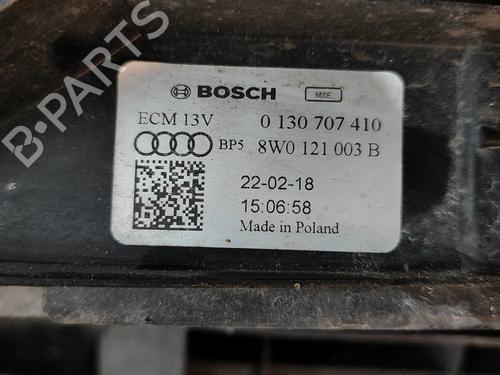 B-PARTS
BOSCH
ECM 13V 0 130 707 410
BP5 8W0 121 003 B
22-02-18
15:06:58
Made in Poland